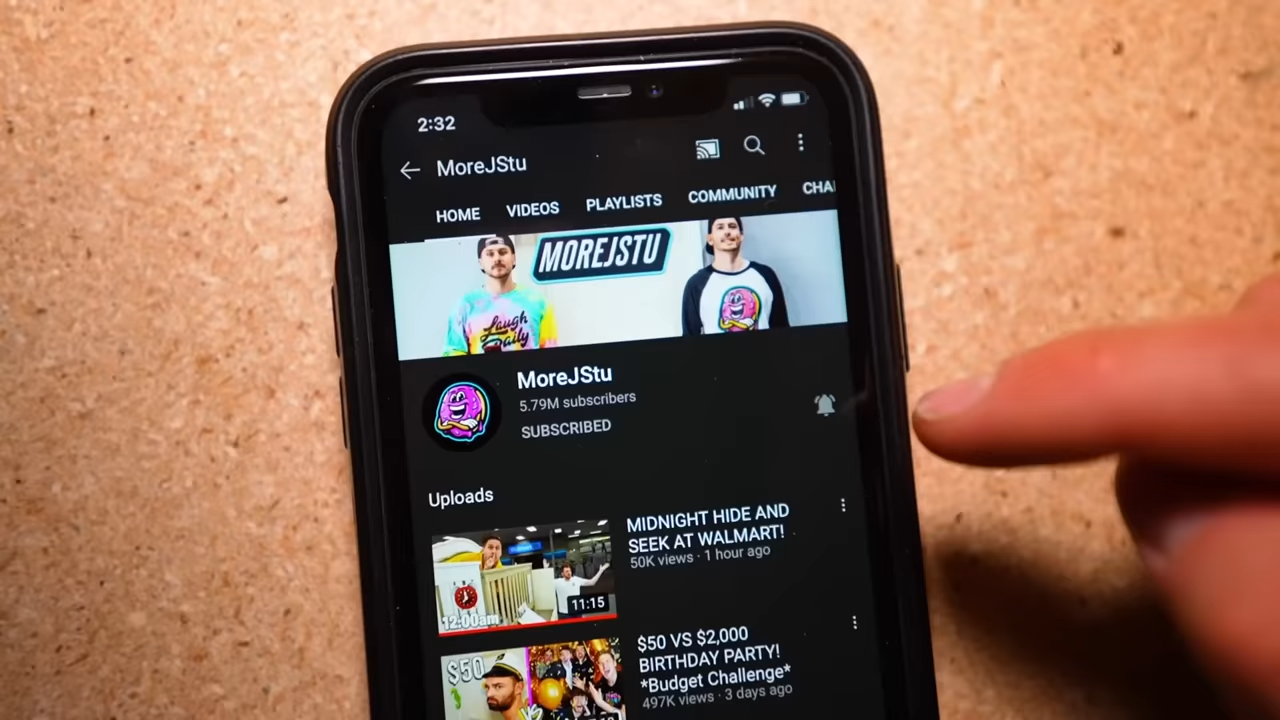 2:32
MoreJStu
HOME VIDEOS PLAYLISTS COMMUNITY CHA
MOREJSTU
Laugh
Daily
MoreJStu
5.79M subscribers
SUBSCRIBED
Uploads
MIDNIGHT HIDE AND
SEEK AT WALMART!
50K views · 1 hour ago
11:15
12:00am
$50 VS $2,000
BIRTHDAY PARTY!
*Budget Challenge*
497K views · 3 days ago
$50